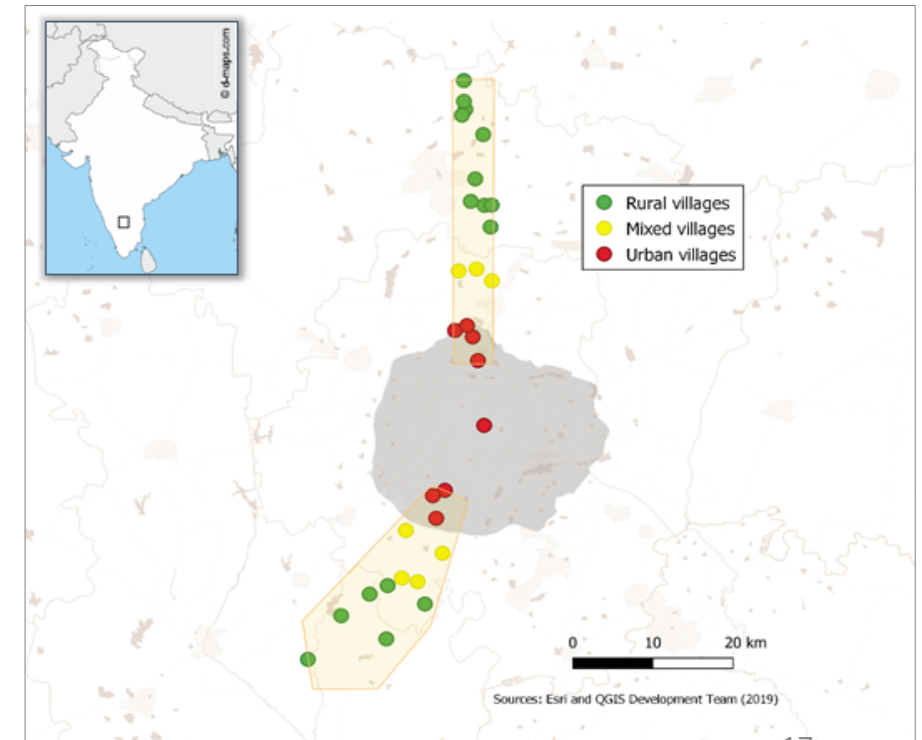 © d-maps.com
Rural villages
Mixed villages
Urban villages
0 10 20 km
Sources: Esri and QGIS Development Team (2019)